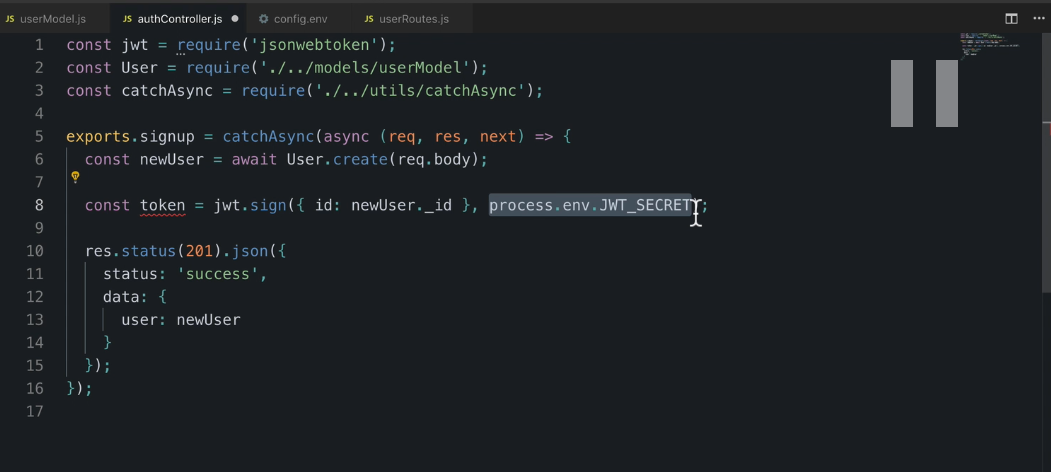 JS userModel.js JS authController.js config.env JS userRoutes.js
1 const jwt = require('jsonwebtoken');
2 const User = require('./../models/userModel');
3 const catchAsync = require('./../utils/catchAsync');
4
5 exports.signup = catchAsync(async (req, res, next) => {
6 const newUser = await User.create(req.body);
7
8 const token = jwt.sign({ id: newUser._id }, process.env.JWT_SECRET);
9
10 res.status(201).json({
11 status: 'success',
12 data: {
13 user: newUser
14 }
15 });
16 });
17